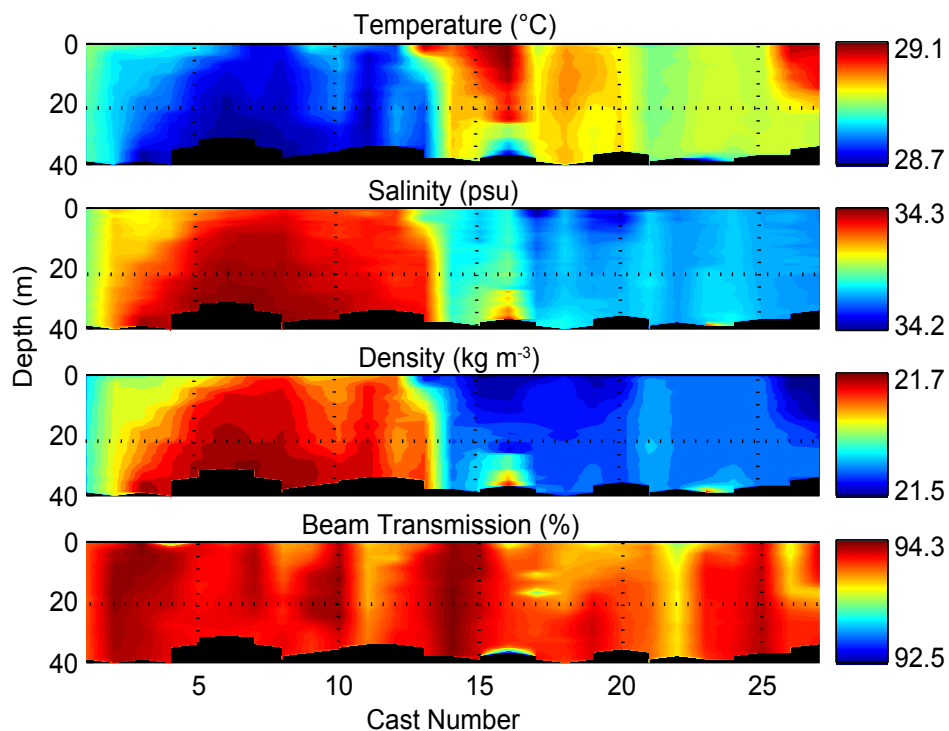 Temperature (°C)
0
20
40
29.1
28.7
Salinity (psu)
0
20
40
34.3
34.2
Depth (m)
Density (kg m-3)
0
20
40
21.7
21.5
Beam Transmission (%)
0
20
40
94.3
92.5
5 10 15 20 25
Cast Number